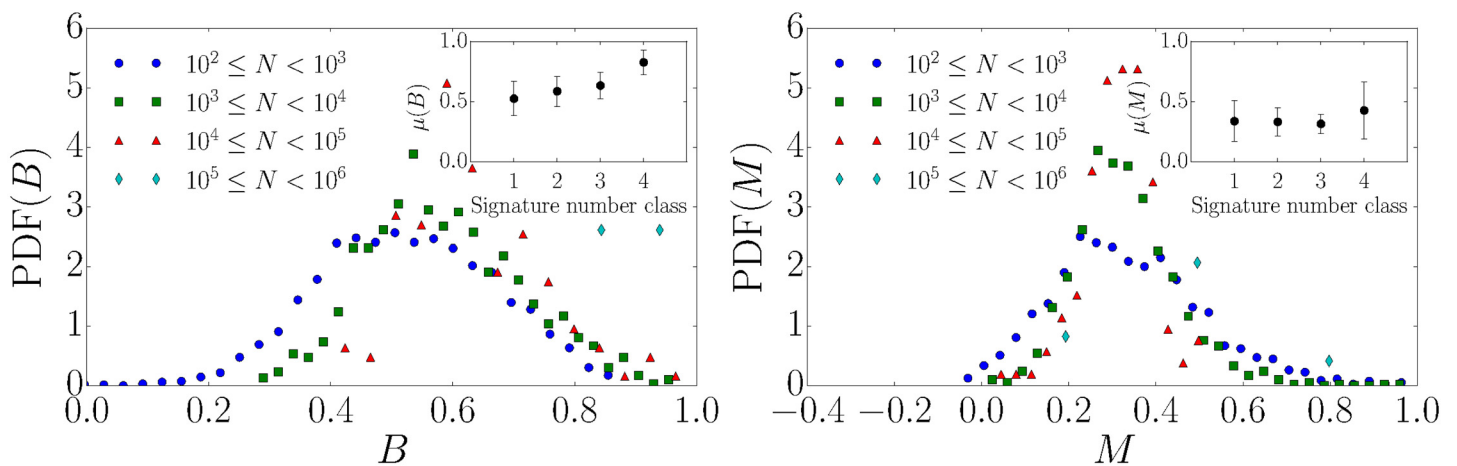 6
5
4
3
2
1
0
PDF(B)
10² ≤ N < 10³
10³ ≤ N < 10⁴
10⁴ ≤ N < 10⁵
10⁵ ≤ N < 10⁶
1.0
0.5
0.0
μ(B)
1 2 3 4
Signature number class
0.0 0.2 0.4 0.6 0.8 1.0
B
6
5
4
3
2
1
0
PDF(M)
10² ≤ N < 10³
10³ ≤ N < 10⁴
10⁴ ≤ N < 10⁵
10⁵ ≤ N < 10⁶
1.0
0.5
0.0
μ(M)
1 2 3 4
Signature number class
−0.4 −0.2 0.0 0.2 0.4 0.6 0.8 1.0
M